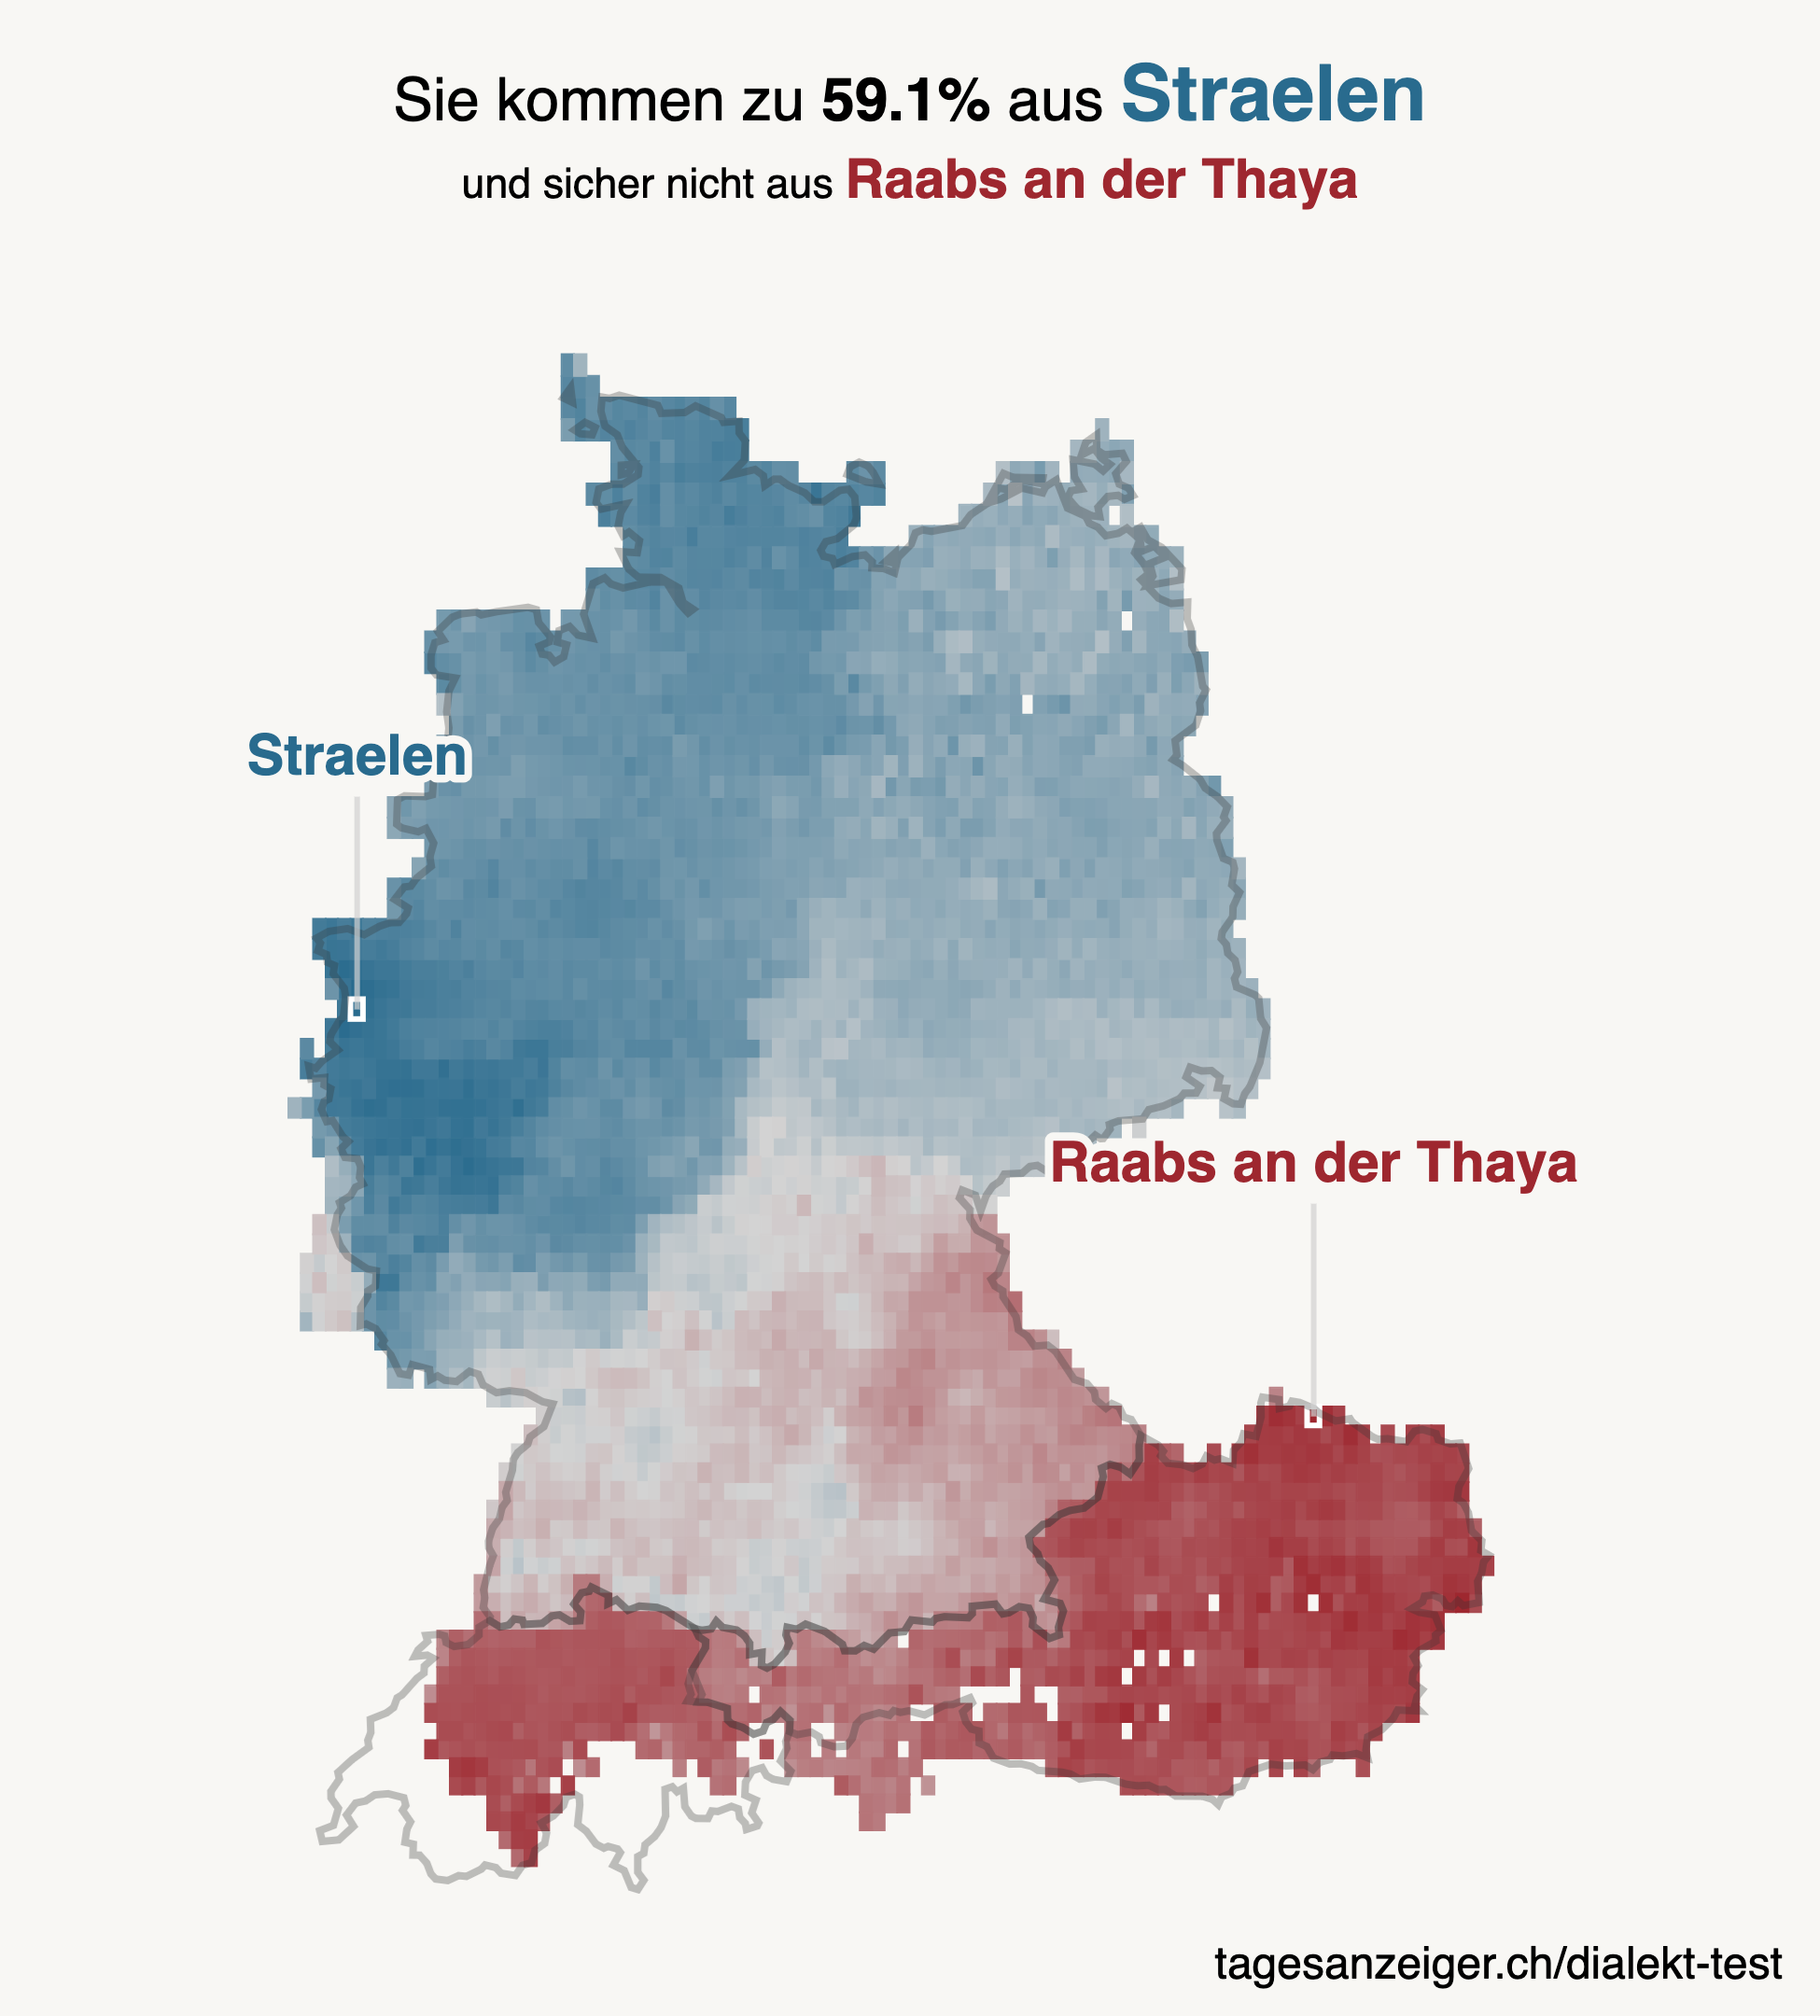 Sie kommen zu 59.1% aus Straelen
und sicher nicht aus Raabs an der Thaya
Straelen
Raabs an der Thaya
tagesanzeiger.ch/dialekt-test